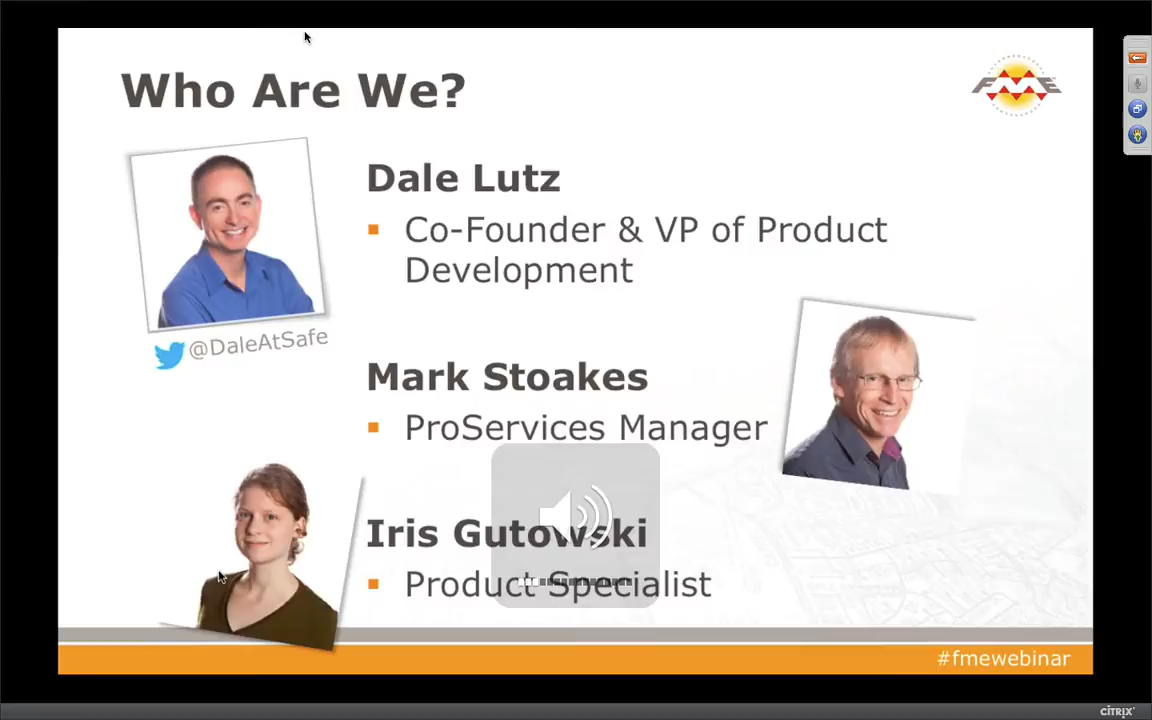 Who Are We?
FME
Dale Lutz
Co-Founder & VP of Product
Development
@DaleAtSafe
Mark Stoakes
ProServices Manager
Iris Gutowski
Product Specialist
#fmewebinar
CITRIX